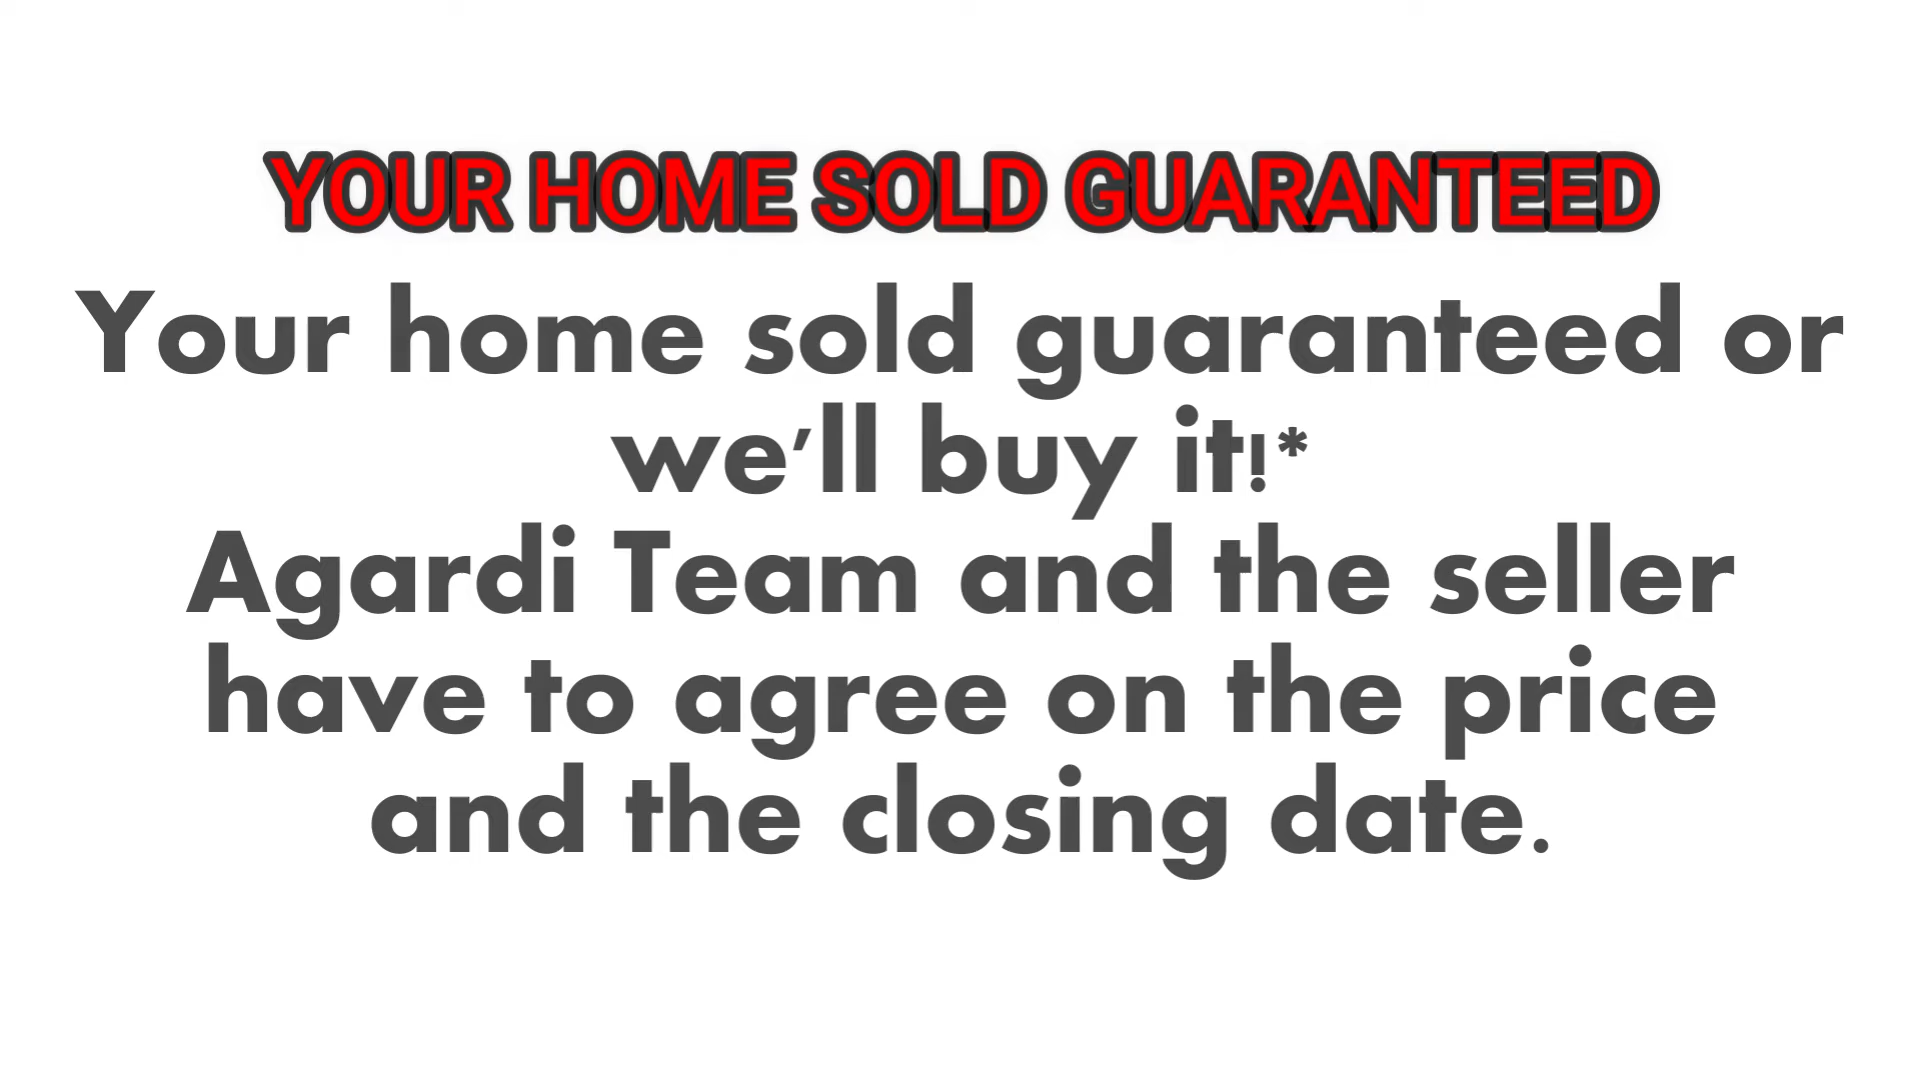 YOUR HOME SOLD GUARANTEED
Your home sold guaranteed or
we'll buy it!*
Agardi Team and the seller
have to agree on the price
and the closing date.